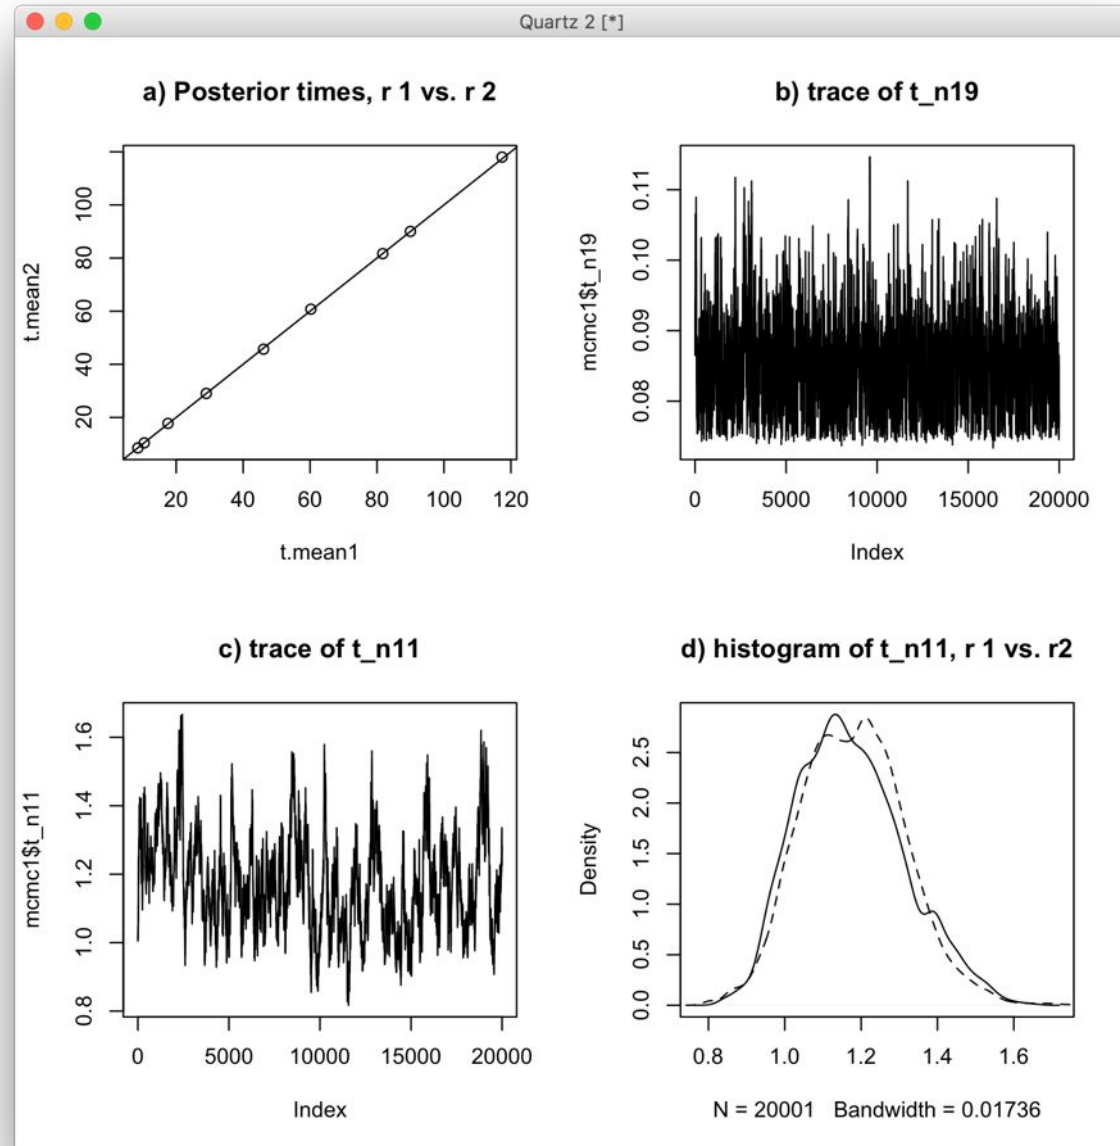 Quartz 2 [*]
a) Posterior times, r 1 vs. r 2
t.mean2
20 40 60 80 100
20 40 60 80 100 120
t.mean1
b) trace of t_n19
mcmc1$t_n19
0.08 0.09 0.10 0.11
0 5000 10000 15000 20000
Index
c) trace of t_n11
mcmc1$t_n11
0.8 1.0 1.2 1.4 1.6
0 5000 10000 15000 20000
Index
d) histogram of t_n11, r 1 vs. r2
Density
0.0 0.5 1.0 1.5 2.0 2.5
0.8 1.0 1.2 1.4 1.6
N = 20001 Bandwidth = 0.01736